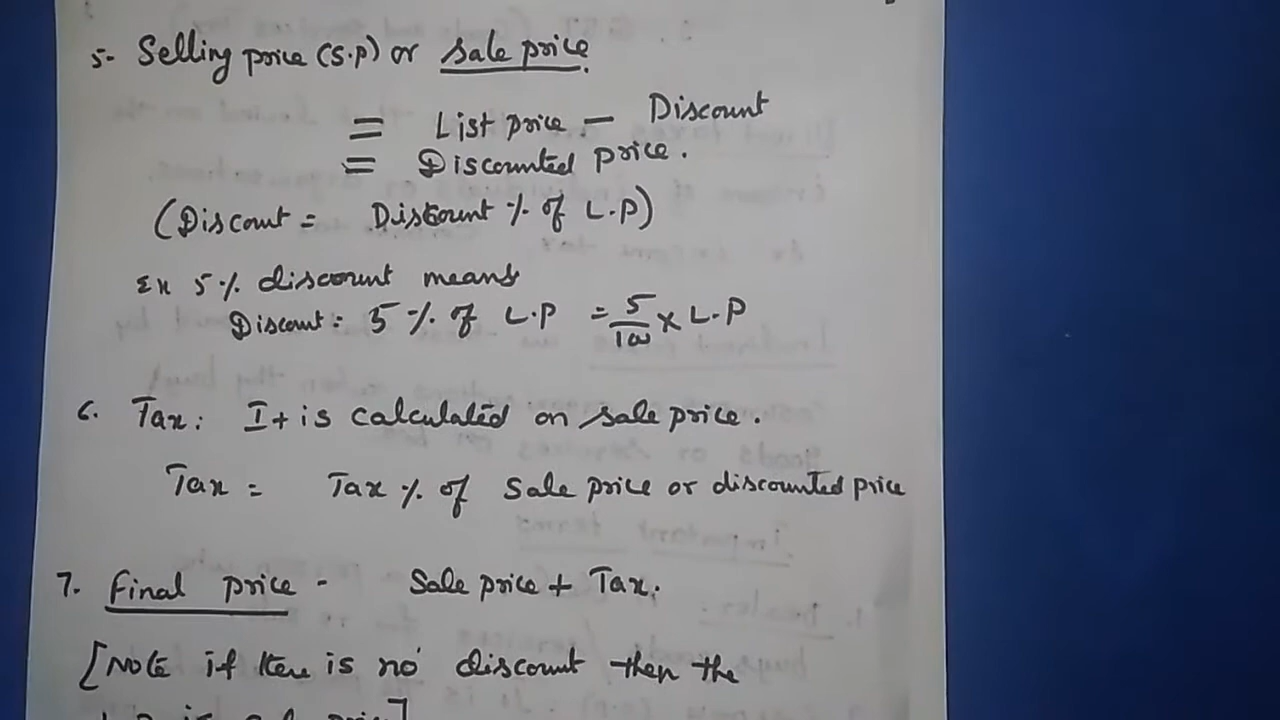 5- Selling price (S.P) or sale price.
= List price - Discount
= Discounted price.
(Discount = Discount % of L.P)
Ex 5% discount means
Discount = 5 % of L.P = 5/100 x L.P
6. Tax: It is calculated on sale price.
Tax = Tax % of Sale price or discounted price
7. Final price - Sale price + Tax.
[Note if there is no discount then the